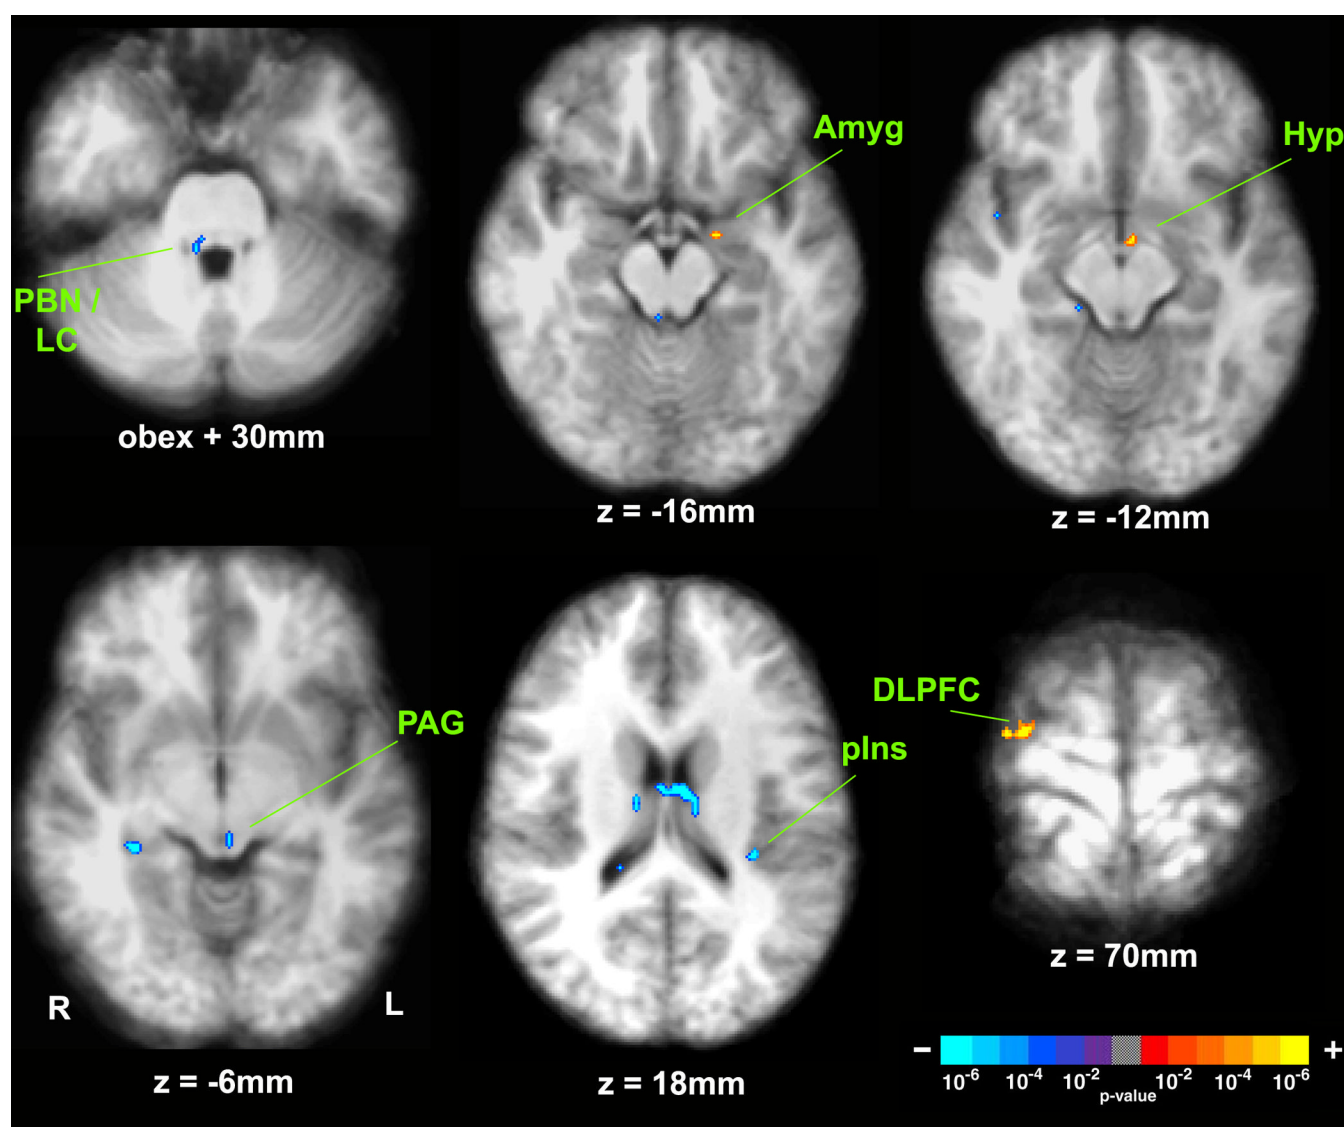 Amyg
Hyp
PBN /
LC
obex + 30mm
z = -16mm
z = -12mm
PAG
DLPFC
pIns
R
L
z = -6mm
z = 18mm
z = 70mm
− +
10-6 10-4 10-2 10-2 10-4 10-6
p-value